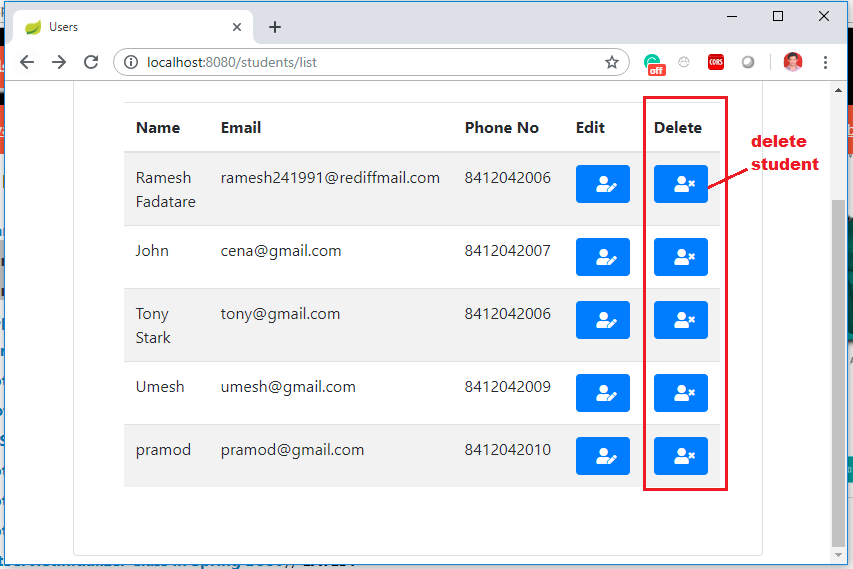 Users
localhost:8080/students/list
off
CORS
Name Email Phone No Edit Delete
delete
student
Ramesh
Fadatare
ramesh241991@rediffmail.com 8412042006
John cena@gmail.com 8412042007
Tony
Stark
tony@gmail.com 8412042006
Umesh umesh@gmail.com 8412042009
pramod pramod@gmail.com 8412042010